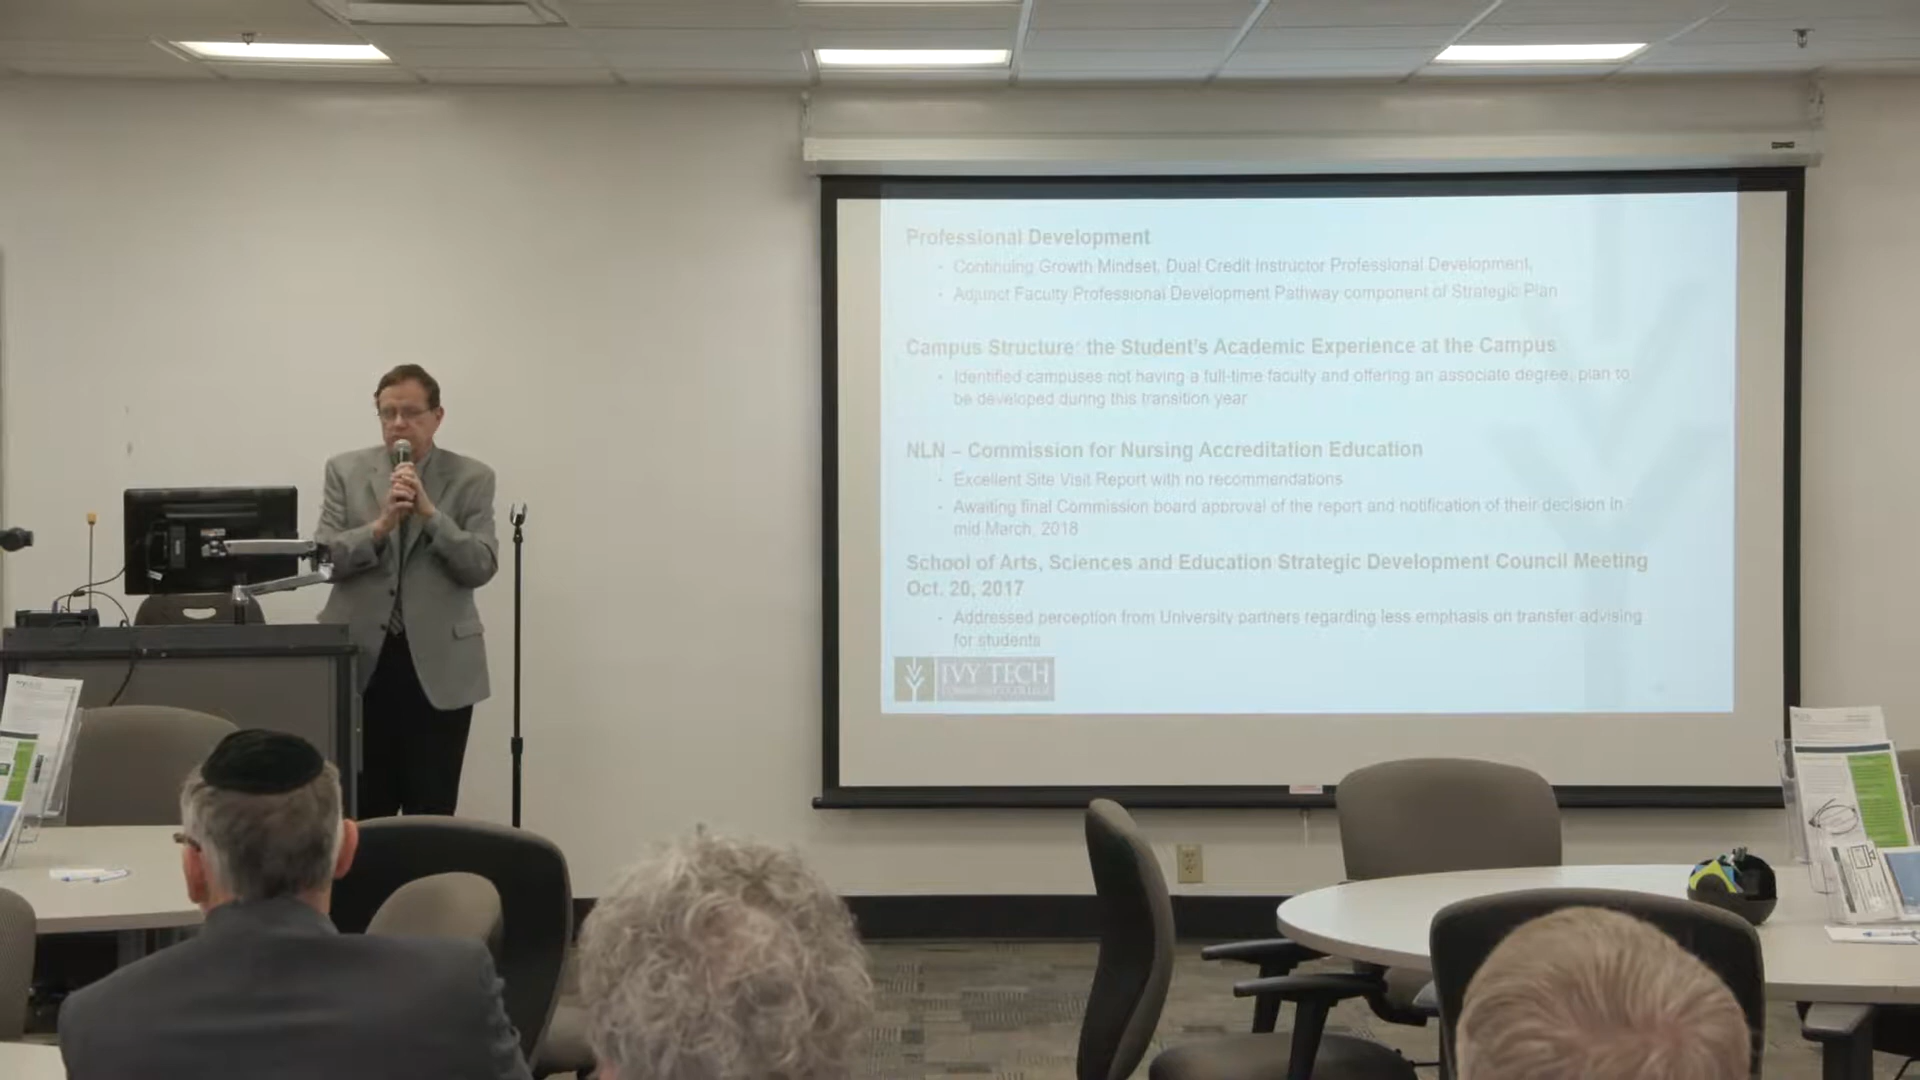 Professional Development
Continuing Growth Mindset, Dual Credit Instructor Professional Development,
Adjunct Faculty Professional Development Pathway component of Strategic Plan
Campus Structure: the Student's Academic Experience at the Campus
Identified campuses not having a full-time faculty and offering an associate degree; plan to
be developed during this transition year
NLN – Commission for Nursing Accreditation Education
Excellent Site Visit Report with no recommendations
Awaiting final Commission board approval of the report and notification of their decision in
mid March, 2018
School of Arts, Sciences and Education Strategic Development Council Meeting
Oct. 20, 2017
Addressed perception from University partners regarding less emphasis on transfer advising
for students
IVY TECH
COMMUNITY COLLEGE